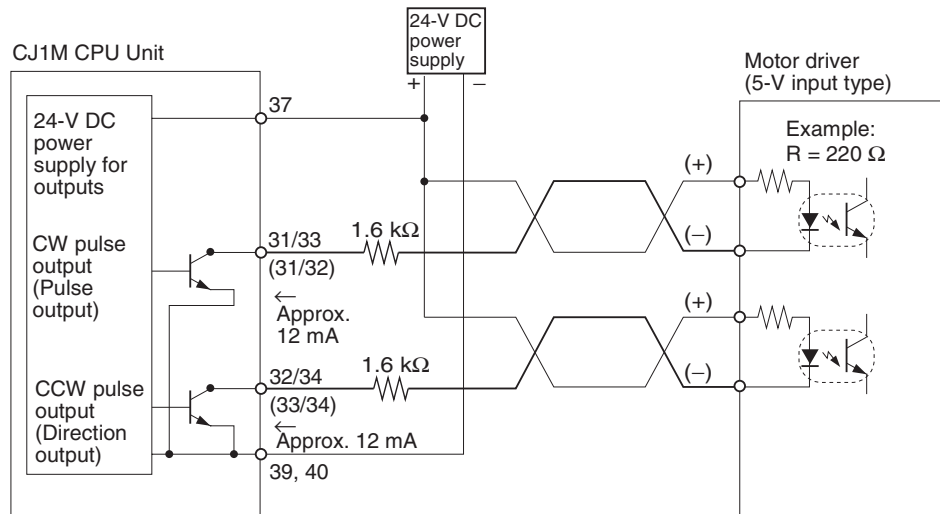 24-V DC
power
supply
+ −
CJ1M CPU Unit
Motor driver
(5-V input type)
24-V DC
power
supply for
outputs
37
Example:
R = 220 Ω
(+)
(−)
CW pulse
output
(Pulse
output)
31/33
(31/32)
1.6 kΩ
←
Approx.
12 mA
(+)
(−)
CCW pulse
output
(Direction
output)
32/34
(33/34)
1.6 kΩ
←
Approx. 12 mA
39, 40